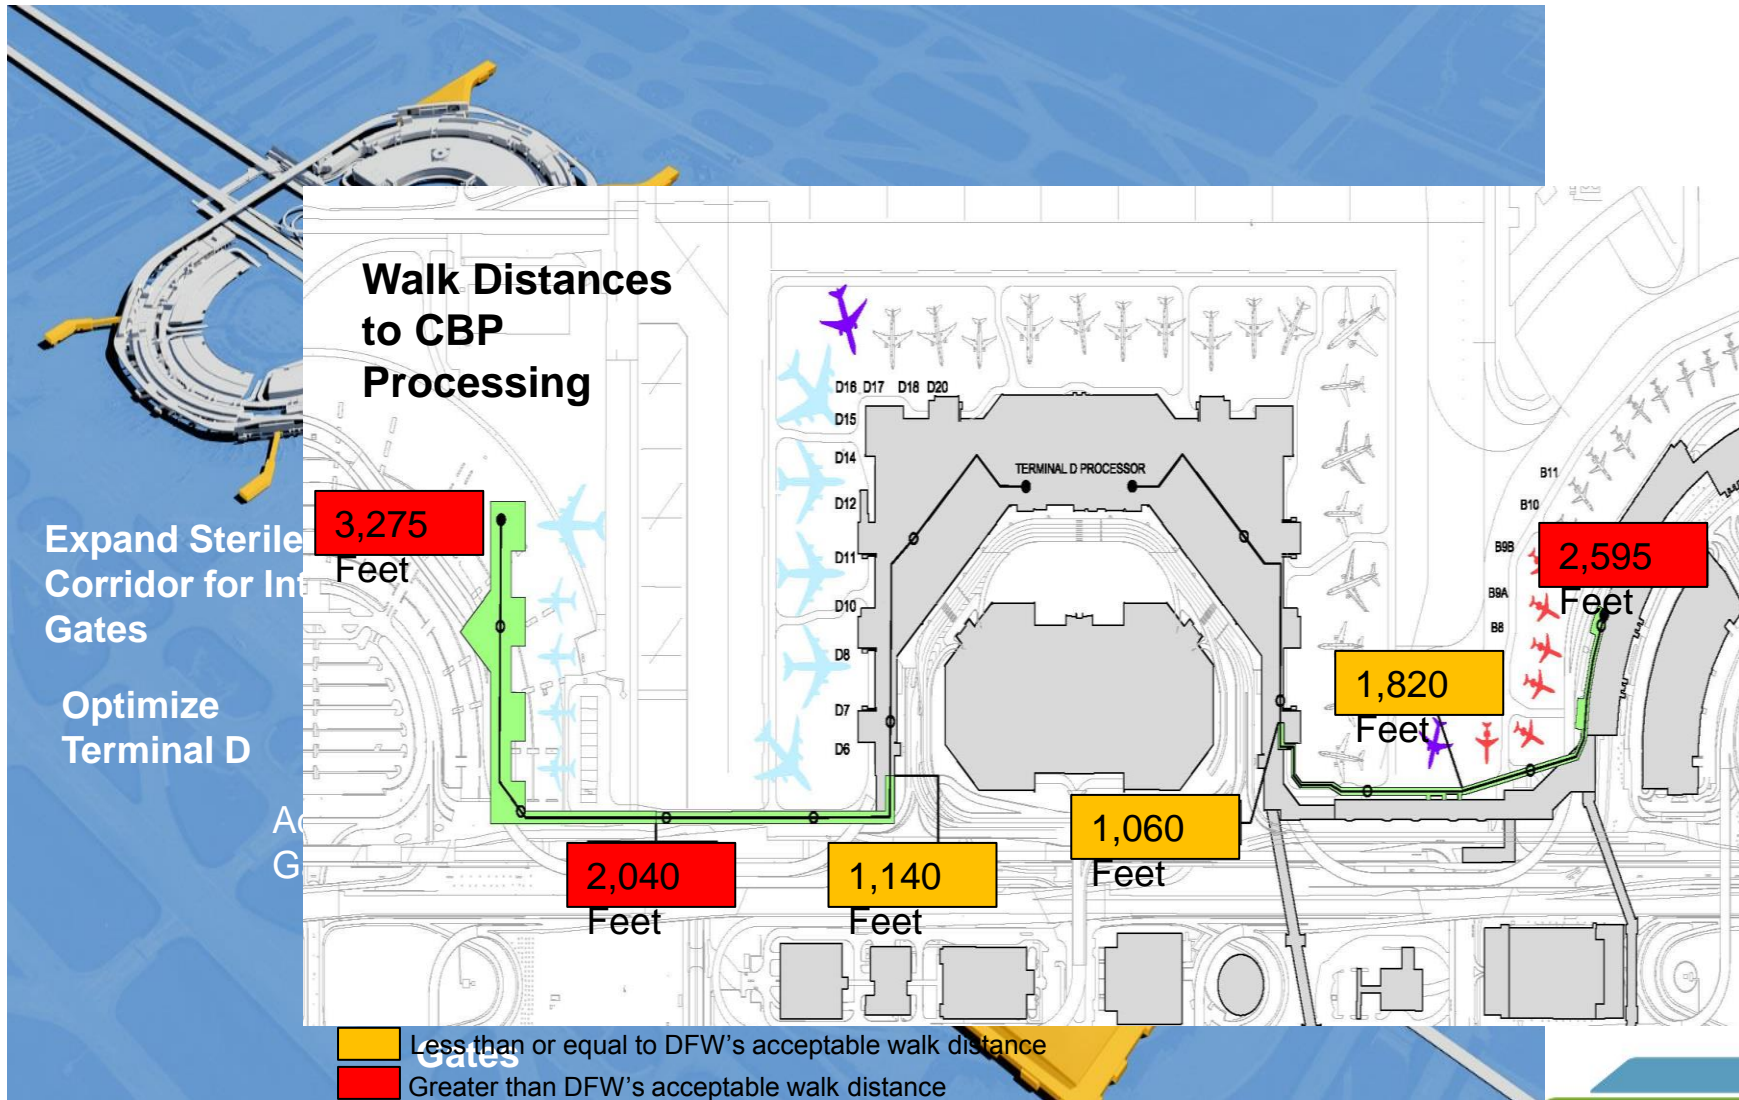 Walk Distances
to CBP
Processing
D16 D17 D18 D20
D15
D14
D12
D11
D10
D8
D7
D6
TERMINAL D PROCESSOR
B11
B10
B9B
B9A
B8
3,275
Feet
2,595
Feet
1,820
Feet
1,060
Feet
2,040
Feet
1,140
Feet
Expand Sterile
Corridor for Int
Gates
Optimize
Terminal D
Gates
Less than or equal to DFW's acceptable walk distance
Greater than DFW's acceptable walk distance